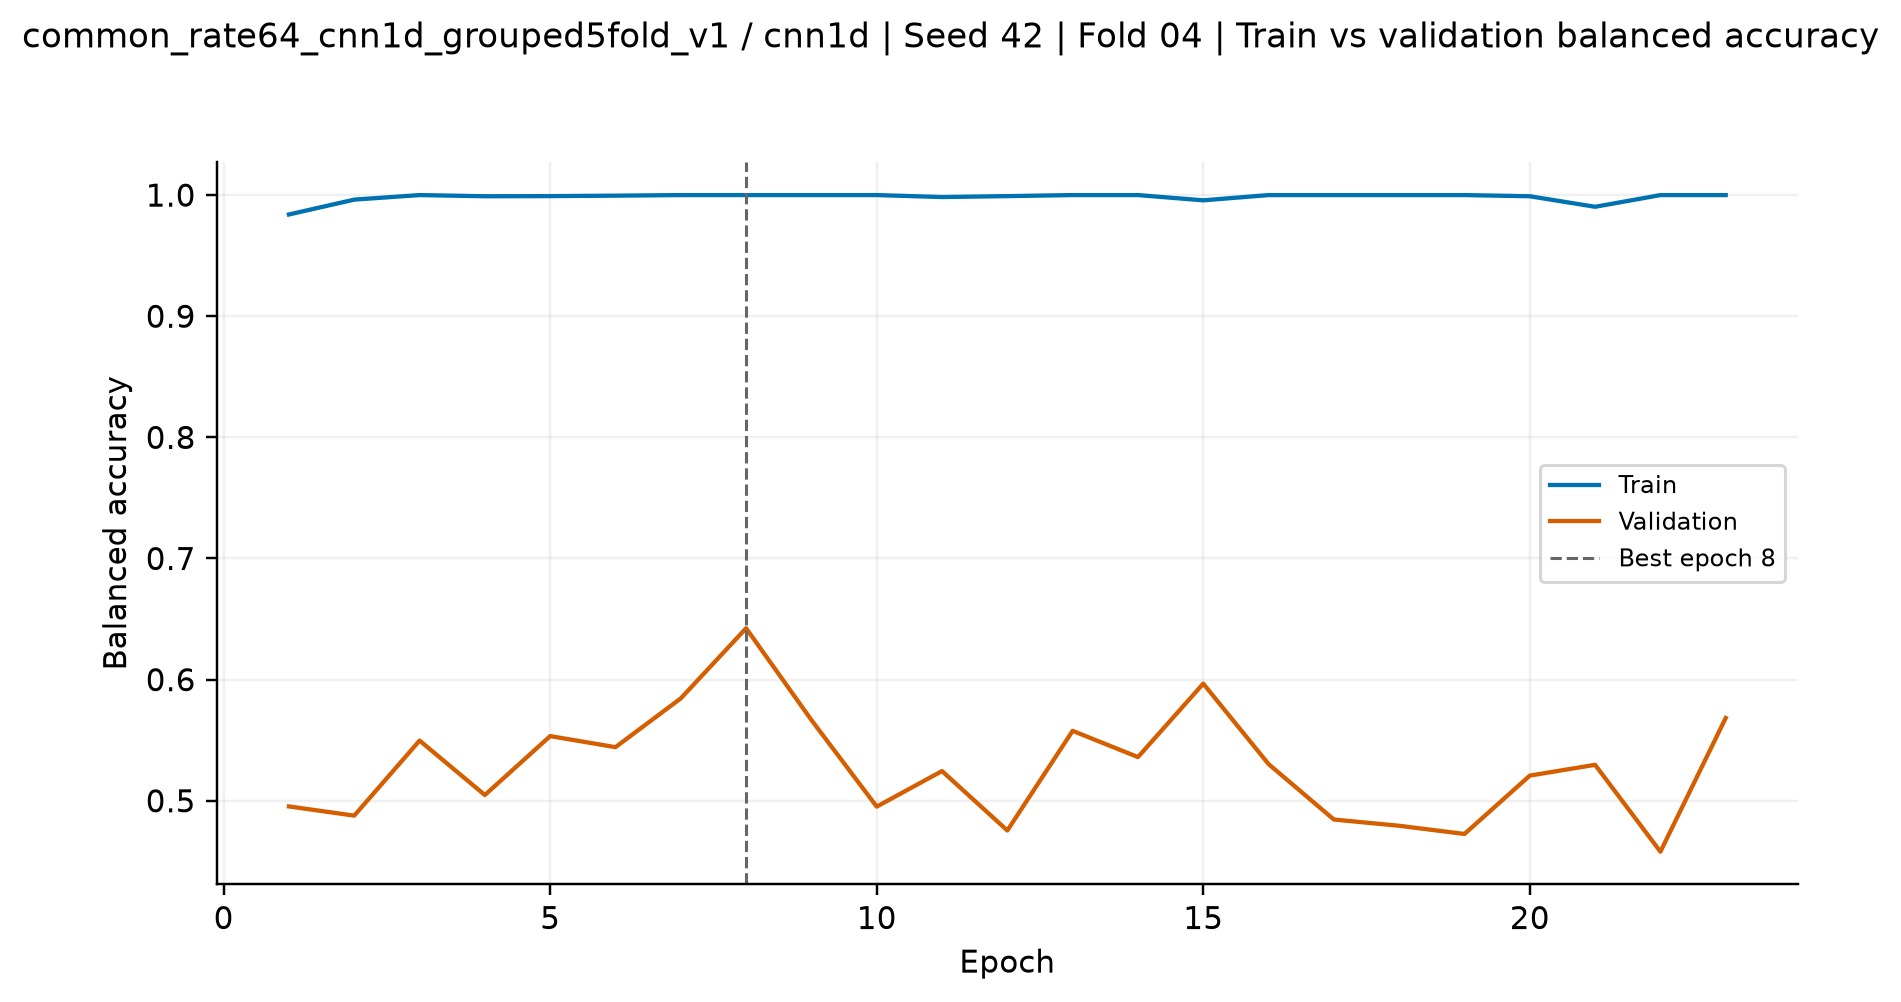 common_rate64_cnn1d_grouped5fold_v1 / cnn1d | Seed 42 | Fold 04 | Train vs validation balanced accuracy
1.0
0.9
0.8
0.7
0.6
0.5
Balanced accuracy
Train
Validation
Best epoch 8
0 5 10 15 20
Epoch